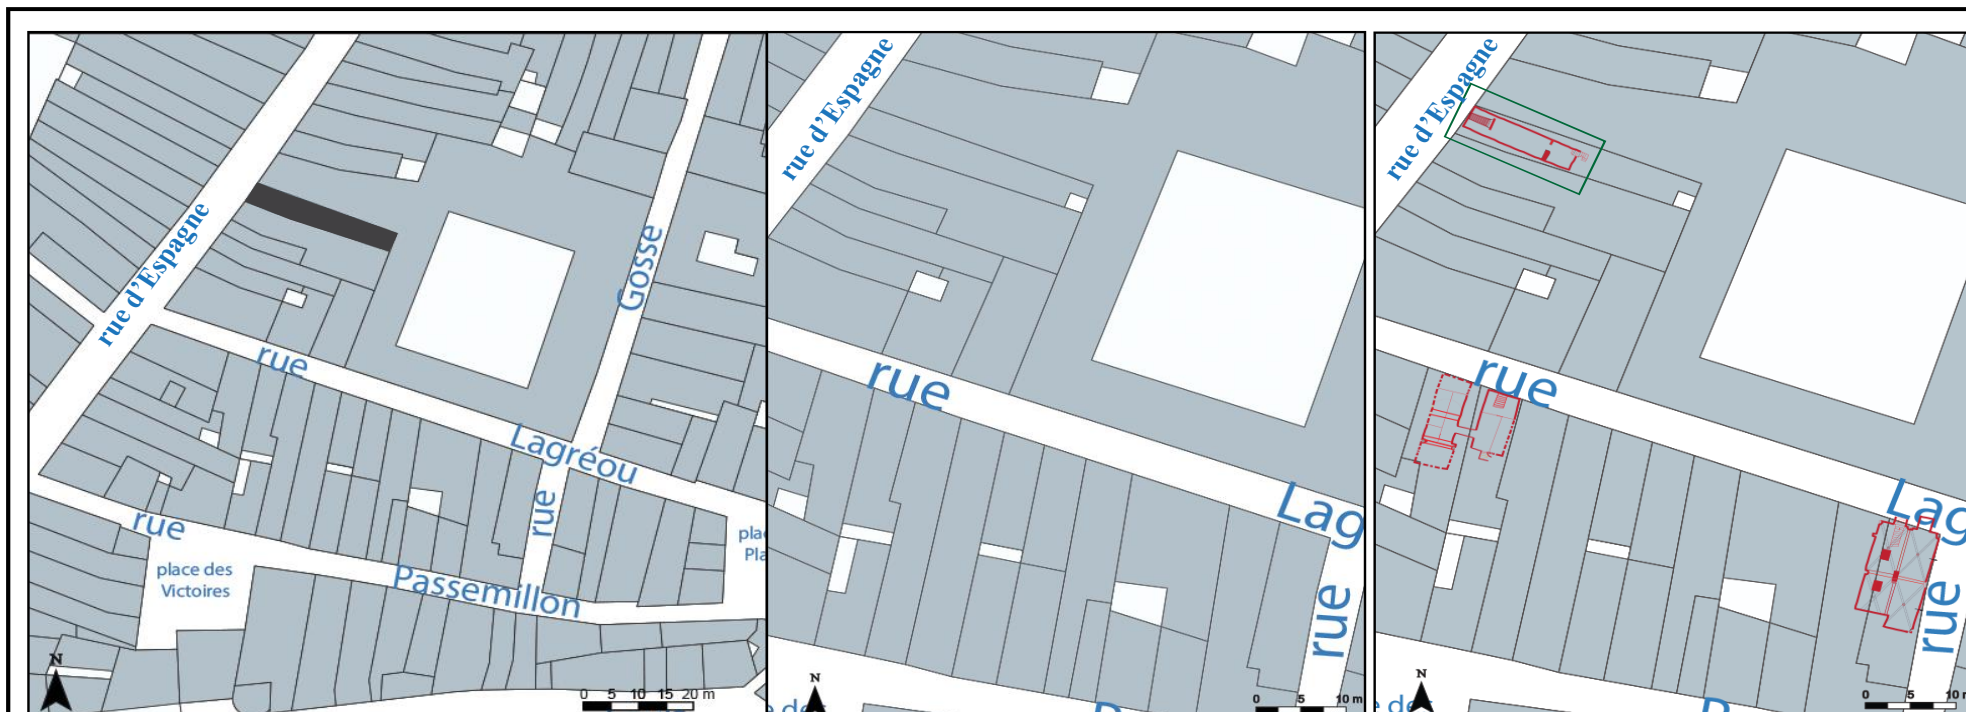 rue d'Espagne
Gosse
rue
Lagréou
rue
rue
place des
Victoires
Passemillon
plac
Pla
N
0 5 10 15 20 m
rue d'Espagne
rue
Lag
rue
N
0 5 10 m
rue d'Espagne
rue
Lag
rue
N
0 5 10 m